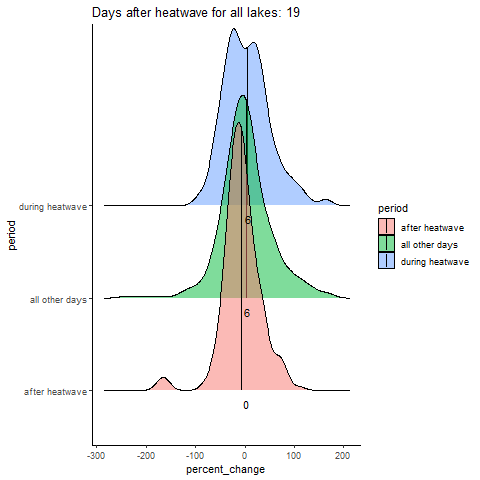 Days after heatwave for all lakes: 19
period
during heatwave
all other days
after heatwave
6
6
0
-300
-200
-100
0
100
200
percent_change
period
after heatwave
all other days
during heatwave